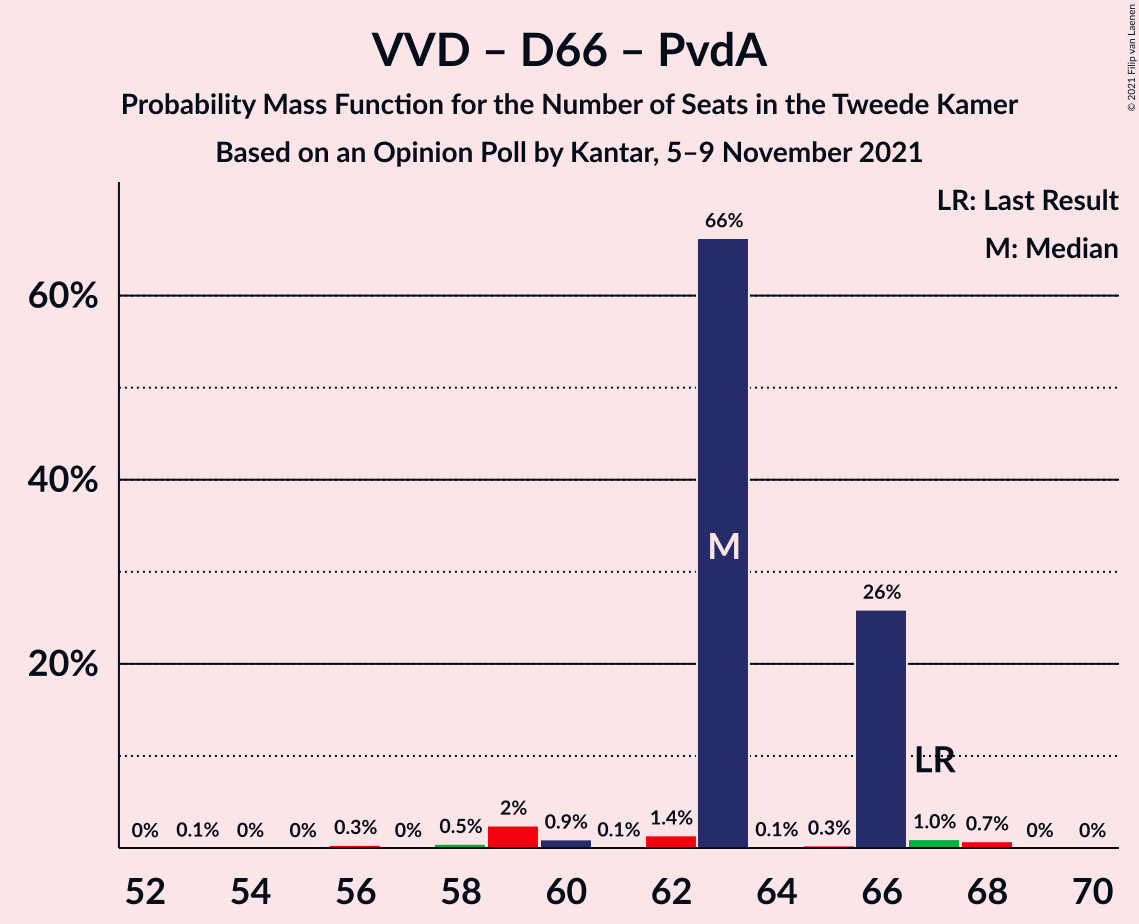 VVD – D66 – PvdA
Probability Mass Function for the Number of Seats in the Tweede Kamer
Based on an Opinion Poll by Kantar, 5–9 November 2021
© 2021 Filip van Laenen
LR: Last Result
M: Median
60%
40%
20%
0% 0.1% 0% 0% 0.3% 0% 0.5% 2% 0.9% 0.1% 1.4% 66% 0.1% 0.3% 26% 1.0% 0.7% 0% 0%
M
LR
52 54 56 58 60 62 64 66 68 70